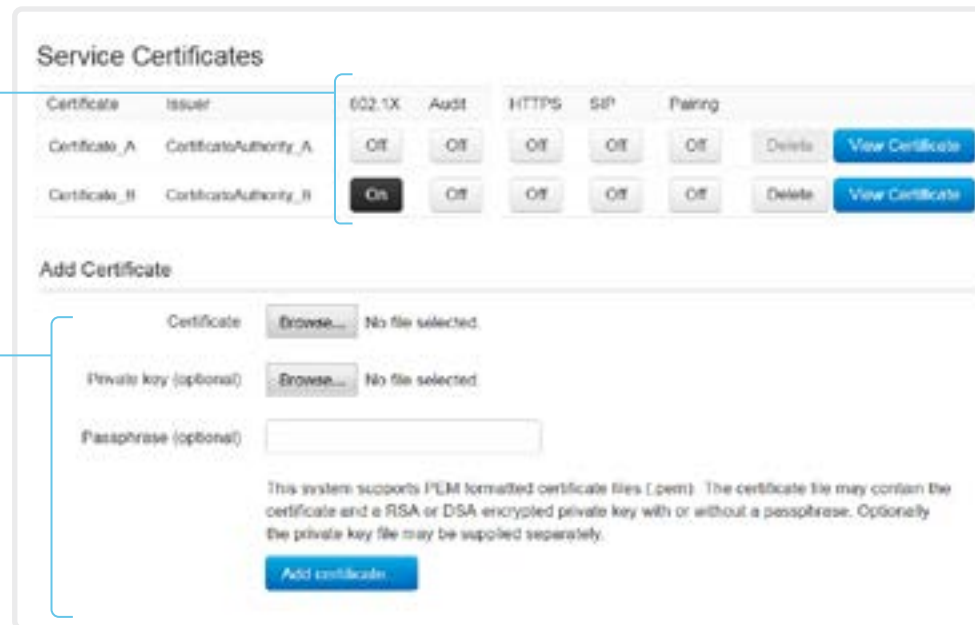 Service Certificates
Certificate Issuer 802.1X Audit HTTPS SIP Pairing
Certificate_A CertificateAuthority_A Off Off Off Off Off Delete View Certificate
Certificate_B CertificateAuthority_B On Off Off Off Off Delete View Certificate
Add Certificate
Certificate Browse... No file selected.
Private key (optional) Browse... No file selected.
Passphrase (optional)
This system supports PEM formatted certificate files (.pem). The certificate file may contain the
certificate and a RSA or DSA encrypted private key with or without a passphrase. Optionally
the private key file may be supplied separately.
Add certificate...